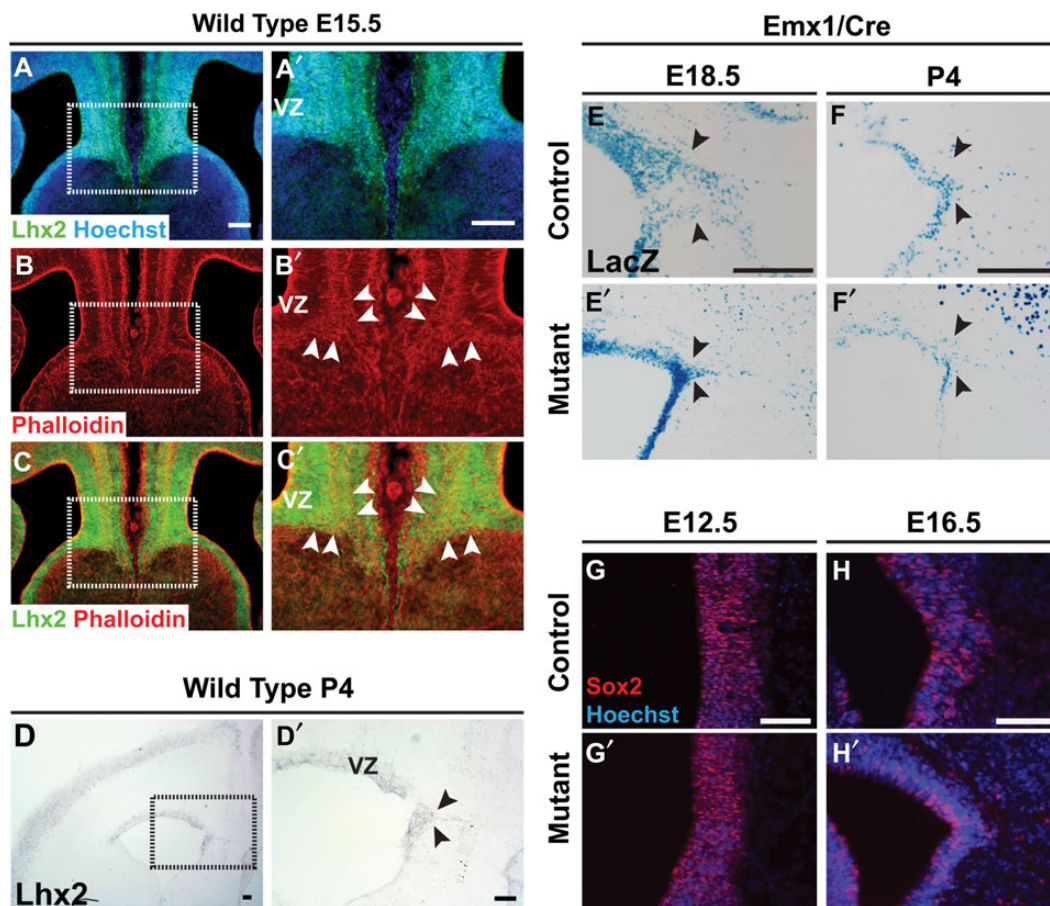 Wild Type E15.5
A
A′
VZ
Lhx2 Hoechst
B
B′
VZ
Phalloidin
C
C′
VZ
Lhx2 Phalloidin
Wild Type P4
D
D′
VZ
Lhx2
Emx1/Cre
E18.5
P4
Control
E
F
LacZ
Mutant
E′
F′
E12.5
E16.5
Control
G
H
Sox2
Hoechst
Mutant
G′
H′